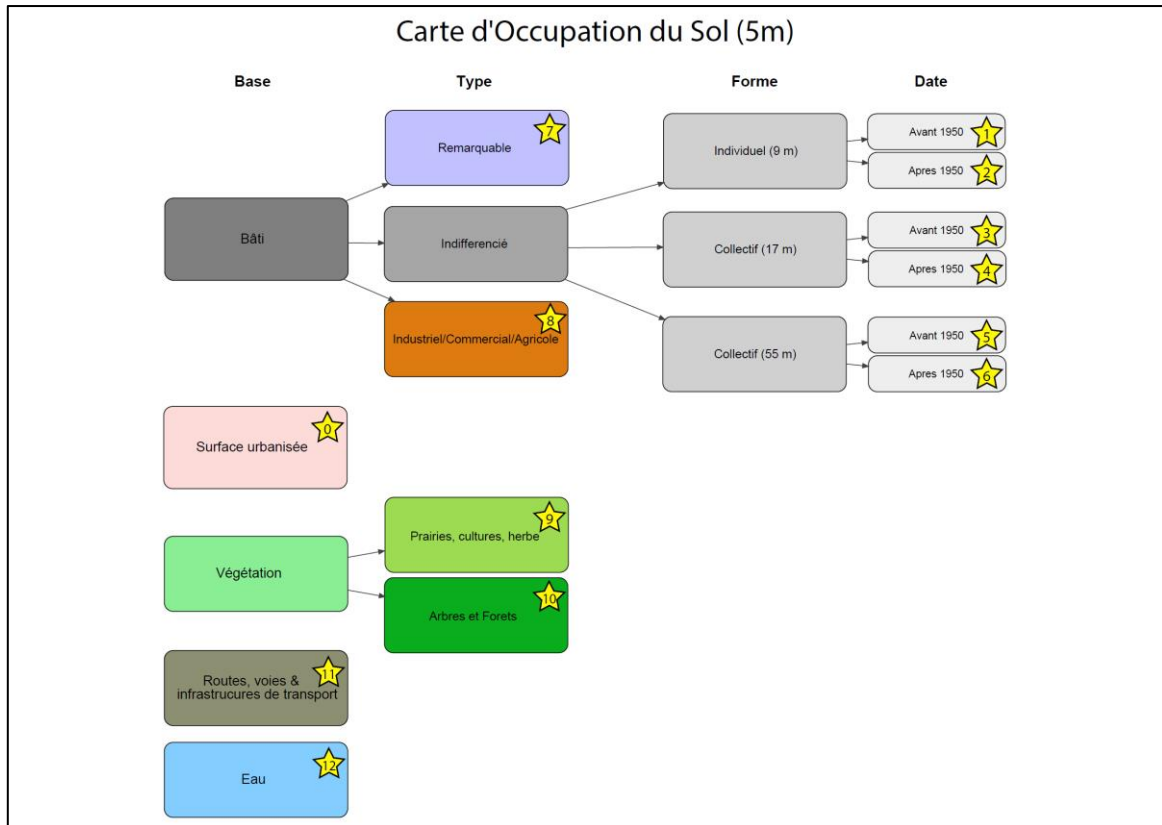 Carte d'Occupation du Sol (5m)
Base
Type
Forme
Date
Bâti
Remarquable
7
Indifferencié
Industriel/Commercial/Agricole
8
Individuel (9 m)
Avant 1950
1
Apres 1950
2
Collectif (17 m)
Avant 1950
3
Apres 1950
4
Collectif (55 m)
Avant 1950
5
Apres 1950
6
Surface urbanisée
0
Végétation
Prairies, cultures, herbe
9
Arbres et Forets
10
Routes, voies &
infrastrucures de transport
11
Eau
12